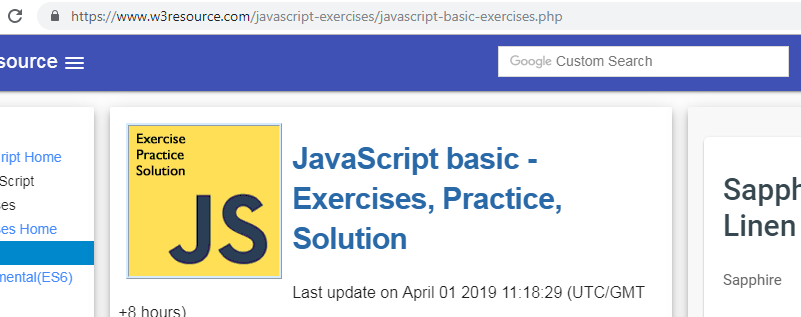 https://www.w3resource.com/javascript-exercises/javascript-basic-exercises.php
source
Google Custom Search
ript Home
Script
ses
ses Home
mental(ES6)
Exercise
Practice
Solution
JS
JavaScript basic -
Exercises, Practice,
Solution
Last update on April 01 2019 11:18:29 (UTC/GMT
+8 hours)
Sapph
Linen
Sapphire